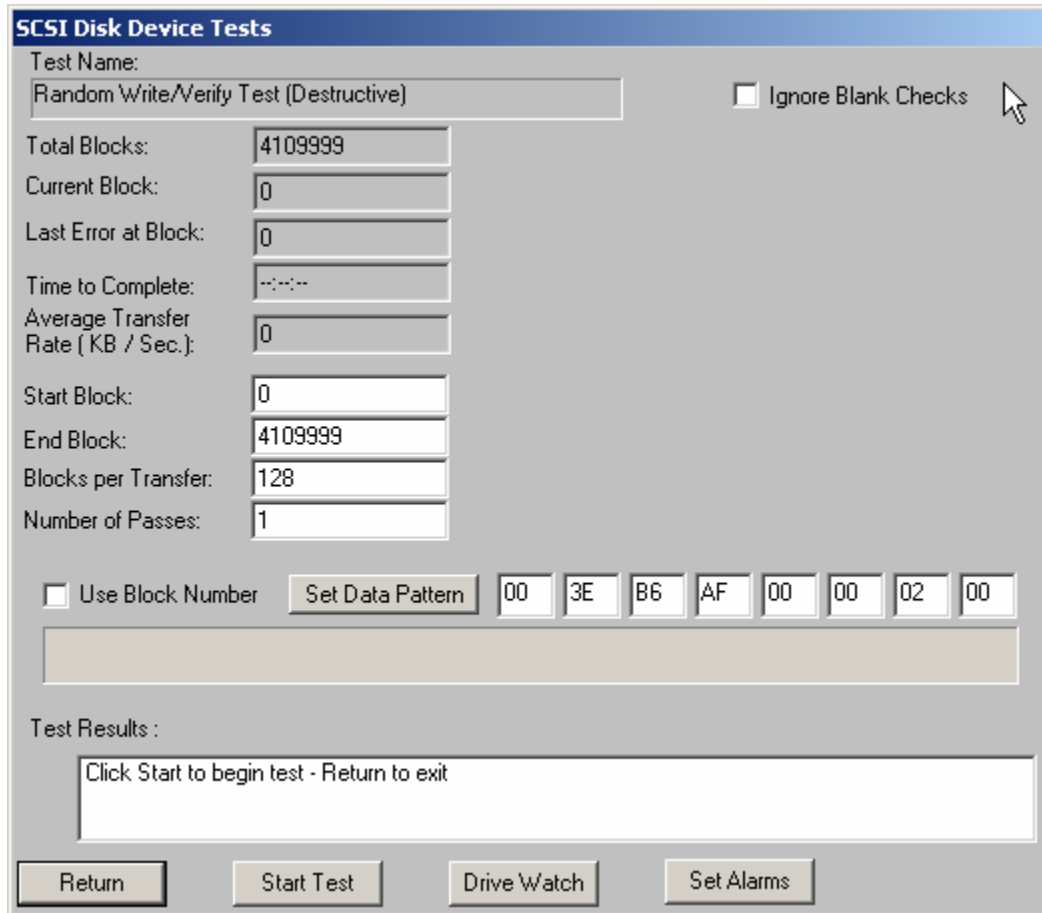 SCSI Disk Device Tests
Test Name:
Random Write/Verify Test (Destructive)
Ignore Blank Checks
Total Blocks: 4109999
Current Block: 0
Last Error at Block: 0
Time to Complete: --:--:--
Average Transfer
Rate ( KB / Sec.): 0
Start Block: 0
End Block: 4109999
Blocks per Transfer: 128
Number of Passes: 1
Use Block Number Set Data Pattern 00 3E B6 AF 00 00 02 00
Test Results :
Click Start to begin test - Return to exit
Return Start Test Drive Watch Set Alarms